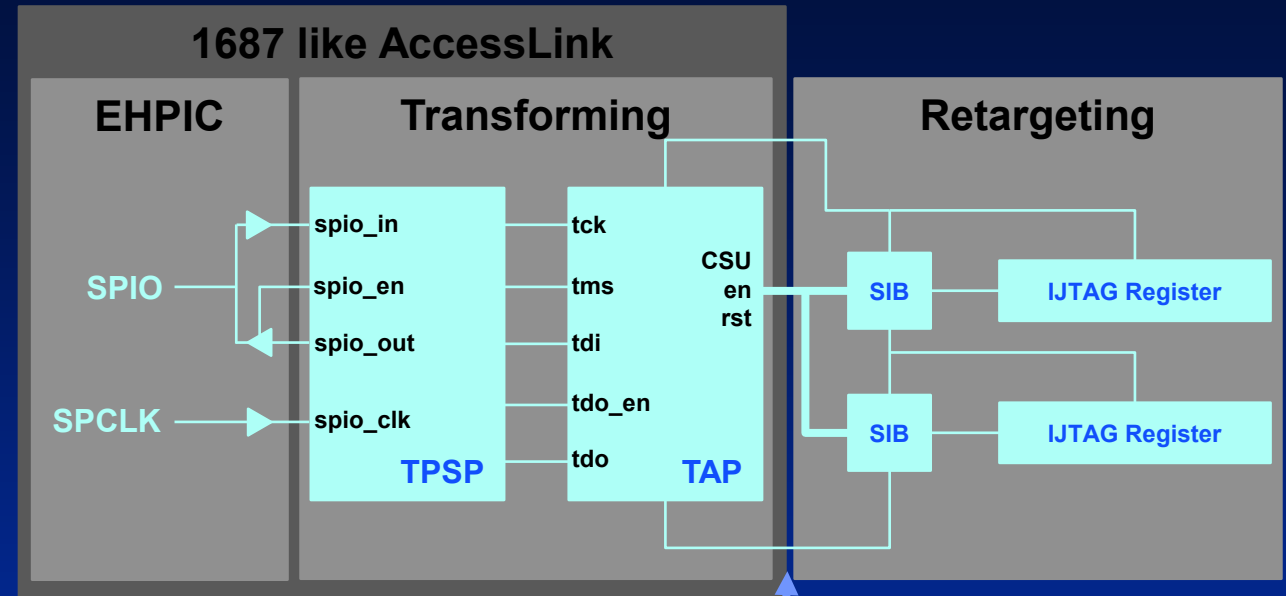 1687 like AccessLink
EHPIC
Transforming
Retargeting
SPIO
SPCLK
spio_in
spio_en
spio_out
spio_clk
TPSP
tck
tms
tdi
tdo_en
tdo
CSU
en
rst
TAP
SIB
IJTAG Register
SIB
IJTAG Register